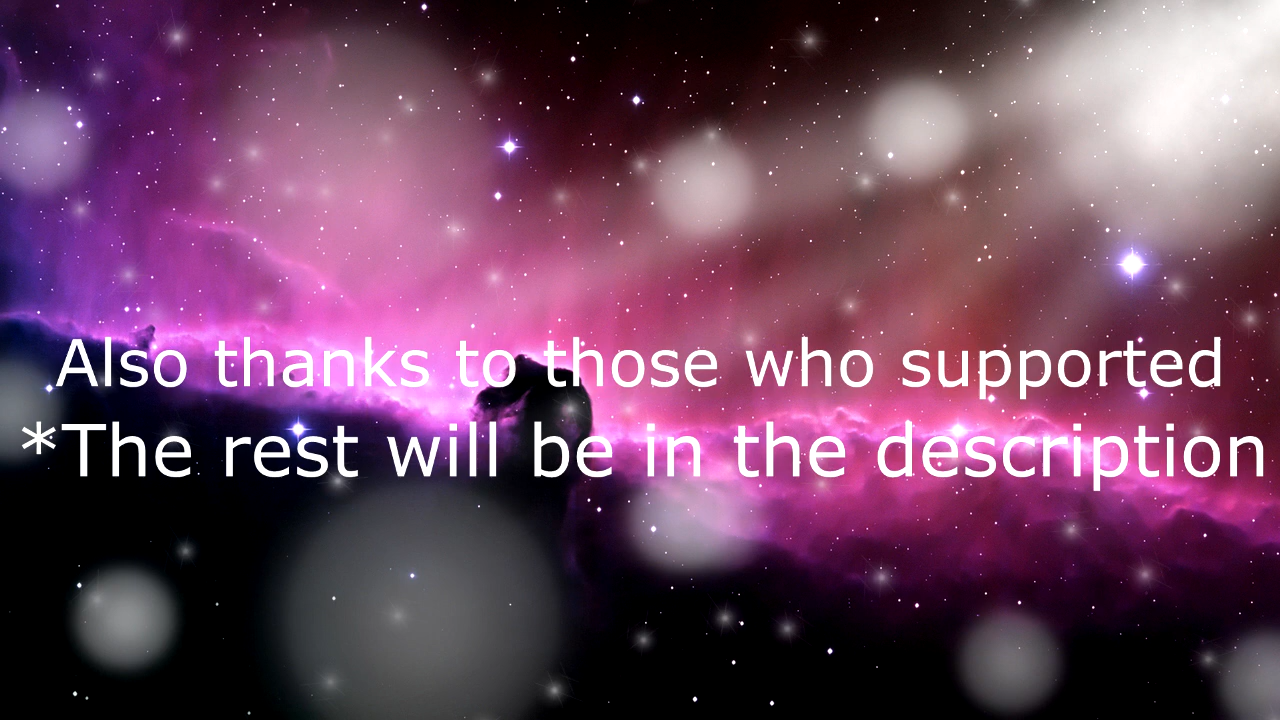 Also thanks to those who supported
*The rest will be in the description